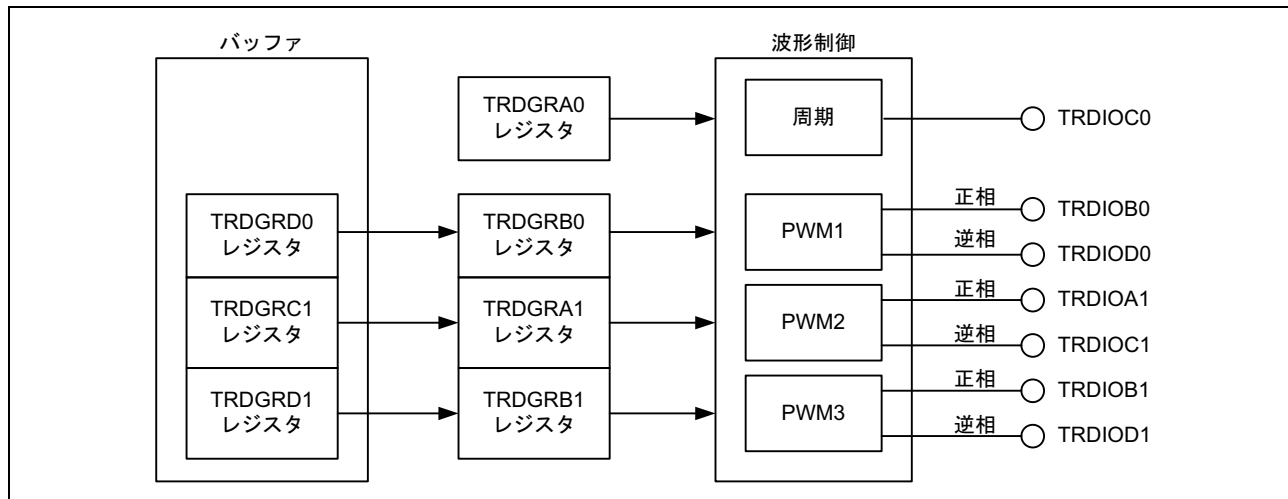 バッファ
波形制御
TRDGRA0
レジスタ
周期
TRDIOC0
TRDGRD0
レジスタ
TRDGRB0
レジスタ
PWM1
正相
TRDIOB0
逆相
TRDIOD0
TRDGRC1
レジスタ
TRDGRA1
レジスタ
PWM2
正相
TRDIOA1
逆相
TRDIOC1
TRDGRD1
レジスタ
TRDGRB1
レジスタ
PWM3
正相
TRDIOB1
逆相
TRDIOD1